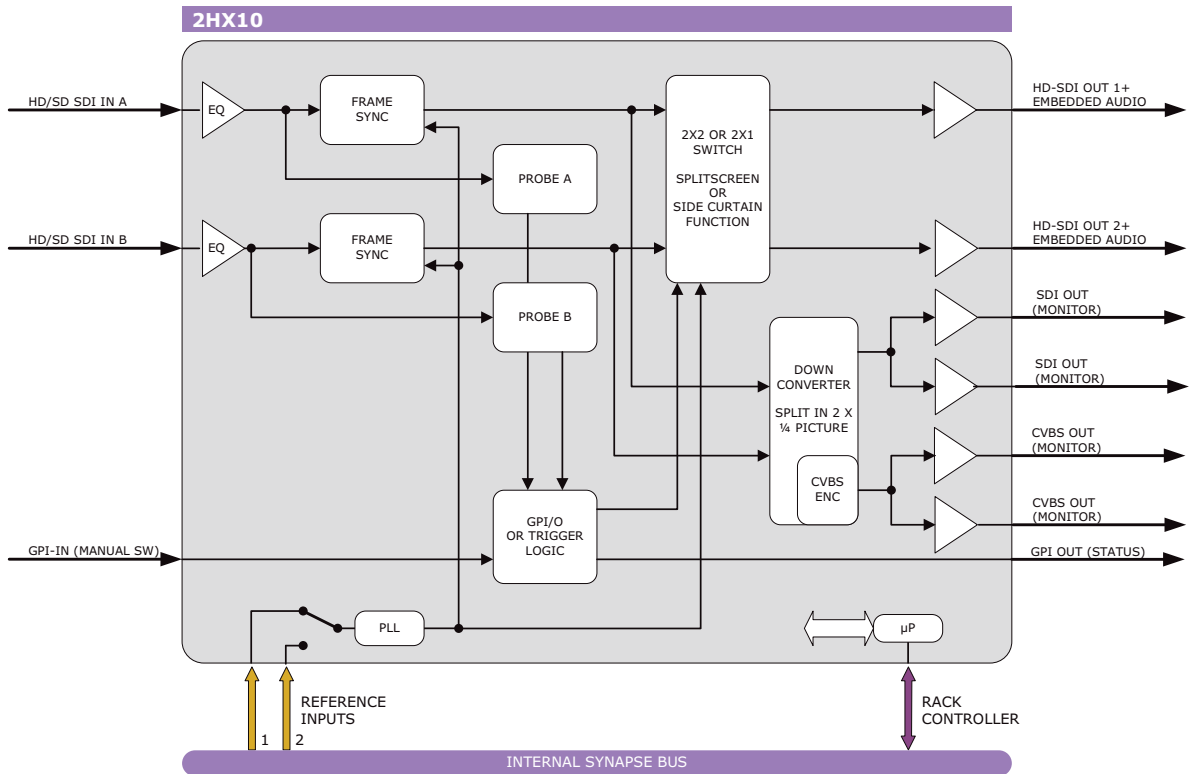 2HX10
HD/SD SDI IN A
EQ
FRAME
SYNC
PROBE A
2X2 OR 2X1
SWITCH
SPLITSCREEN
OR
SIDE CURTAIN
FUNCTION
HD-SDI OUT 1+
EMBEDDED AUDIO
HD/SD SDI IN B
EQ
FRAME
SYNC
PROBE B
HD-SDI OUT 2+
EMBEDDED AUDIO
SDI OUT
(MONITOR)
DOWN
CONVERTER
SPLIT IN 2 X
¼ PICTURE
CVBS
ENC
SDI OUT
(MONITOR)
CVBS OUT
(MONITOR)
CVBS OUT
(MONITOR)
GPI-IN (MANUAL SW)
GPI/O
OR TRIGGER
LOGIC
GPI OUT (STATUS)
PLL
µP
REFERENCE
INPUTS
1
2
RACK
CONTROLLER
INTERNAL SYNAPSE BUS